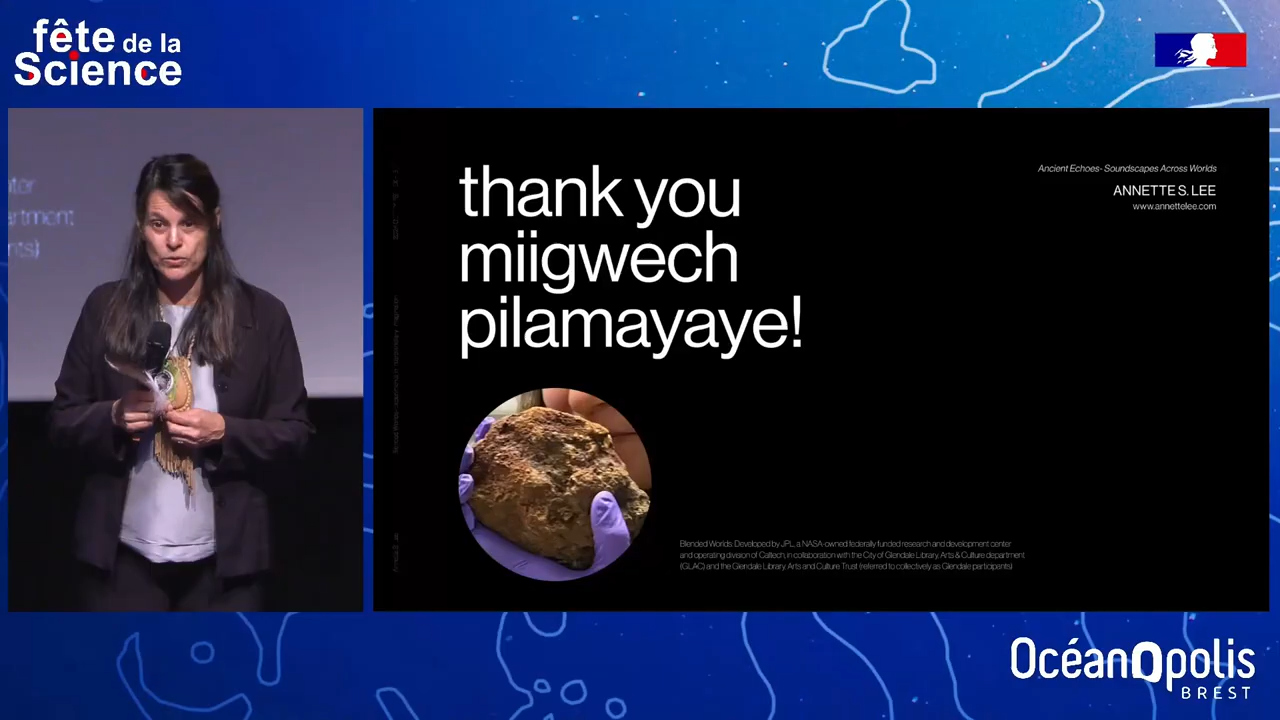 fête de la
Science
artment
thank you
miigwech
pilamayaye!
Ancient Echoes- Soundscapes Across Worlds
ANNETTE S. LEE
www.annettelee.com
Blended Worlds: Developed by JPL, a NASA-owned federally funded research and development center
and operating division of Caltech, in collaboration with the City of Glendale Library, Arts & Culture department
(GLAC) and the Glendale Library, Arts and Culture Trust (referred to collectively as Glendale participants)
OcéanOpolis
BREST